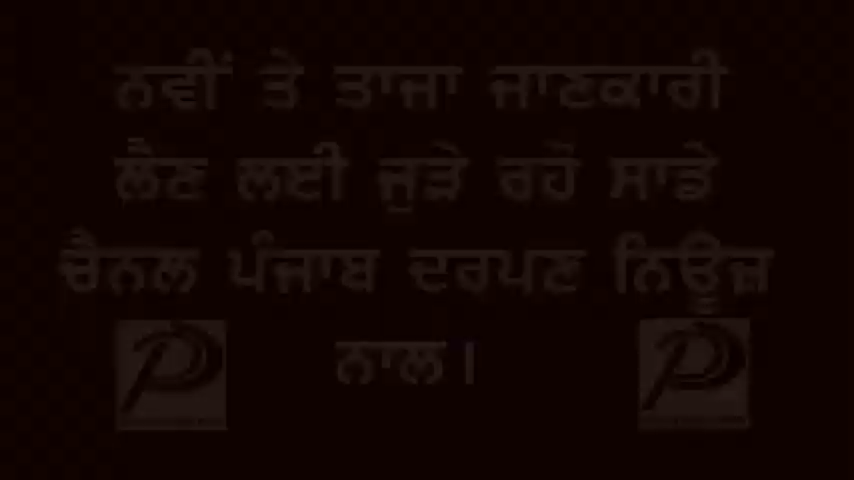 ਨਵੀਂ ਤੇ ਤਾਜਾ ਜਾਣਕਾਰੀ
ਲੈਣ ਲਈ ਜੁੜੇ ਰਹੋ ਸਾਡੇ
ਚੈਨਲ ਪੰਜਾਬ ਦਰਪਣ ਨਿਊਜ਼
ਨਾਲ।